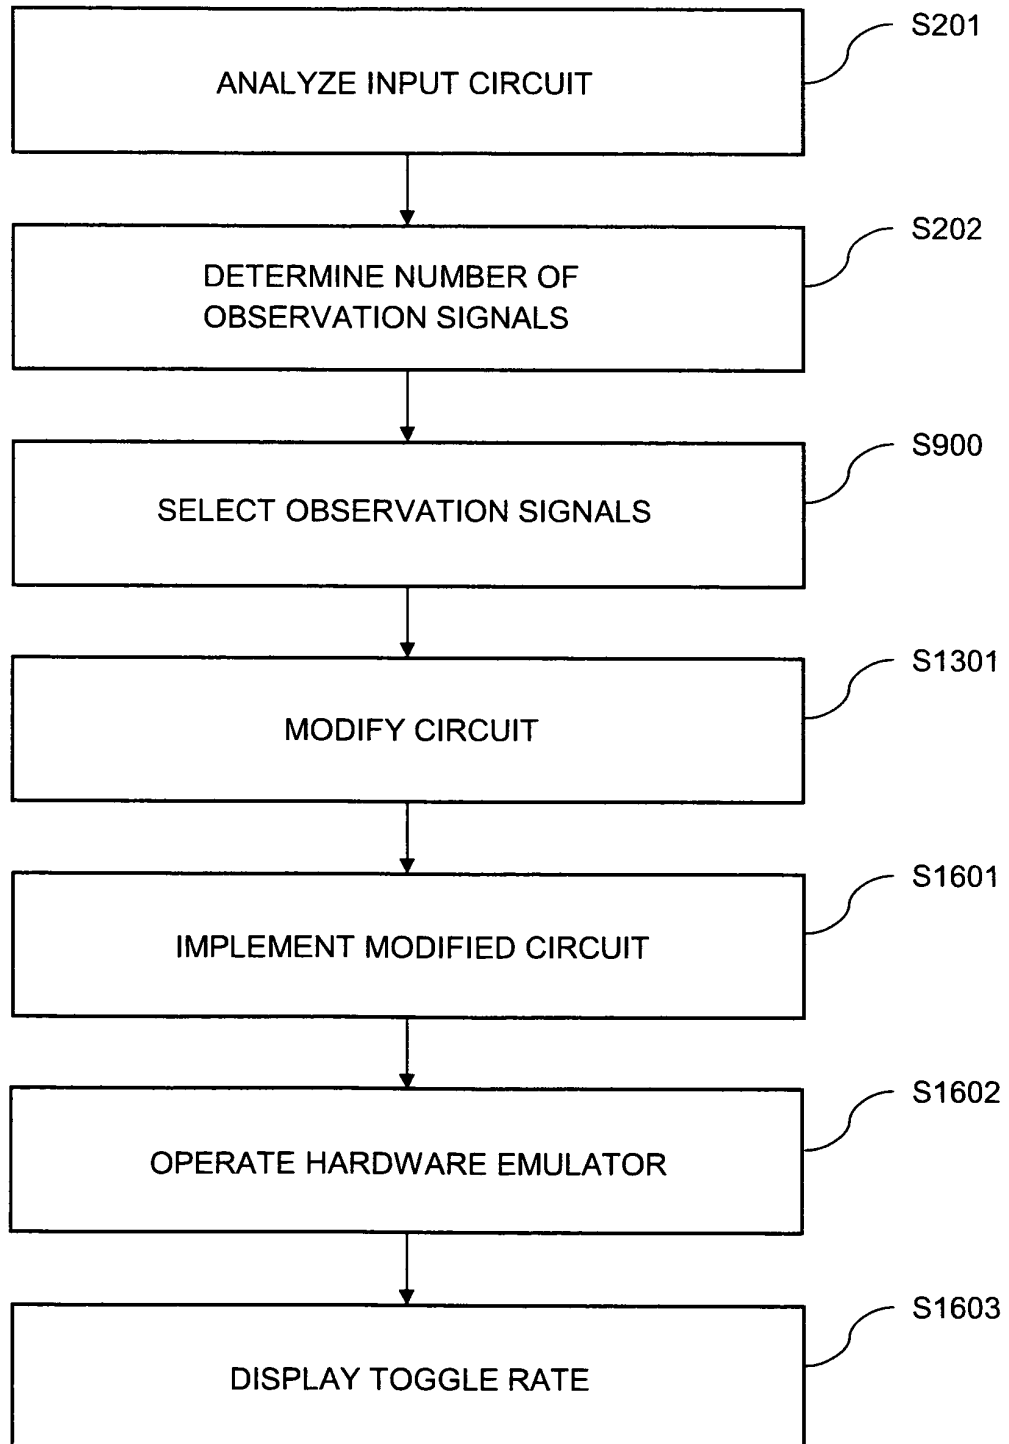 S201
ANALYZE INPUT CIRCUIT
S202
DETERMINE NUMBER OF
OBSERVATION SIGNALS
S900
SELECT OBSERVATION SIGNALS
S1301
MODIFY CIRCUIT
S1601
IMPLEMENT MODIFIED CIRCUIT
S1602
OPERATE HARDWARE EMULATOR
S1603
DISPLAY TOGGLE RATE